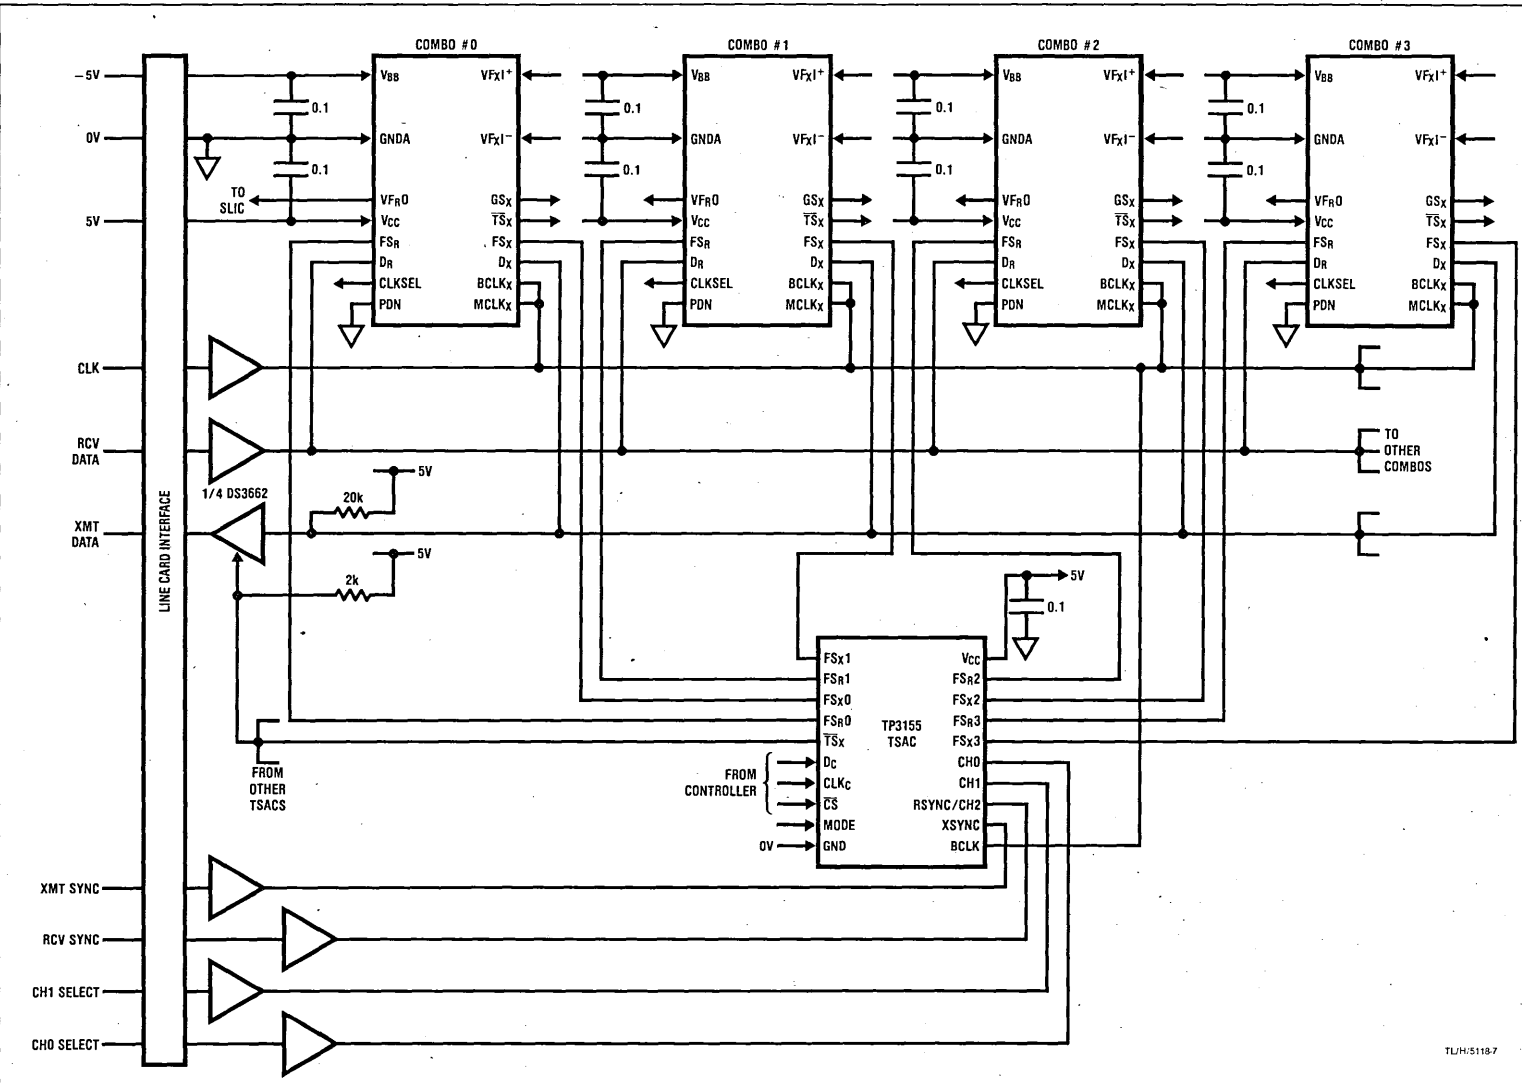 COMBO #0
COMBO #1
COMBO #2
COMBO #3
−5V
0V
5V
0.1
0.1
TO
SLIC
VBB
GNDA
VFRO
VCC
FSR
DR
CLKSEL
PDN
VFXI+
VFXI−
GSX
TSX
FSX
DX
BCLKX
MCLKX
0.1
0.1
VBB
GNDA
VFRO
VCC
FSR
DR
CLKSEL
PDN
VFXI+
VFXI−
GSX
TSX
FSX
DX
BCLKX
MCLKX
0.1
0.1
VBB
GNDA
VFRO
VCC
FSR
DR
CLKSEL
PDN
VFXI+
VFXI−
GSX
TSX
FSX
DX
BCLKX
MCLKX
0.1
0.1
VBB
GNDA
VFRO
VCC
FSR
DR
CLKSEL
PDN
VFXI+
VFXI−
GSX
TSX
FSX
DX
BCLKX
MCLKX
CLK
RCV
DATA
TO
OTHER
COMBOS
1/4 DS3662
5V
20k
XMT
DATA
5V
2k
LINE CARD INTERFACE
5V
0.1
FSX1
FSR1
FSX0
FSR0
TSX
DC
CLKC
CS
MODE
GND
TP3155
TSAC
VCC
FSR2
FSX2
FSR3
FSX3
CH0
CH1
RSYNC/CH2
XSYNC
BCLK
FROM
OTHER
TSACS
FROM
CONTROLLER
0V
XMT SYNC
RCV SYNC
CH1 SELECT
CH0 SELECT
TL/H/5118-7